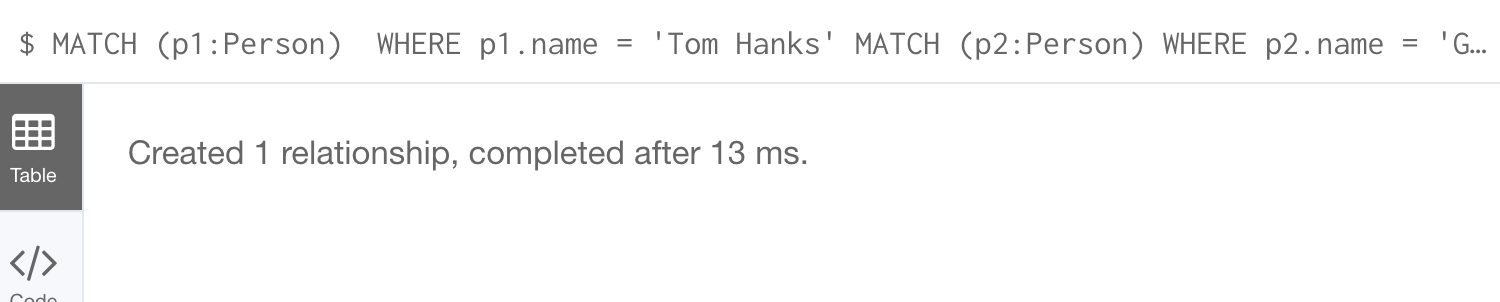 $ MATCH (p1:Person)  WHERE p1.name = 'Tom Hanks' MATCH (p2:Person) WHERE p2.name = 'G…
Created 1 relationship, completed after 13 ms.
Table
</> 
Code